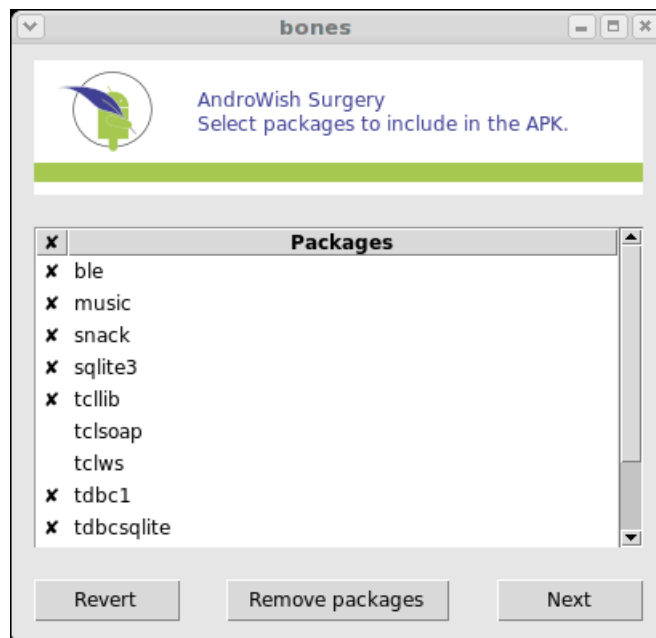 bones
AndroWish Surgery
Select packages to include in the APK.
✘ Packages
✘ ble
✘ music
✘ snack
✘ sqlite3
✘ tcllib
tclsoap
tclws
✘ tdbc1
✘ tdbcsqlite
Revert Remove packages Next